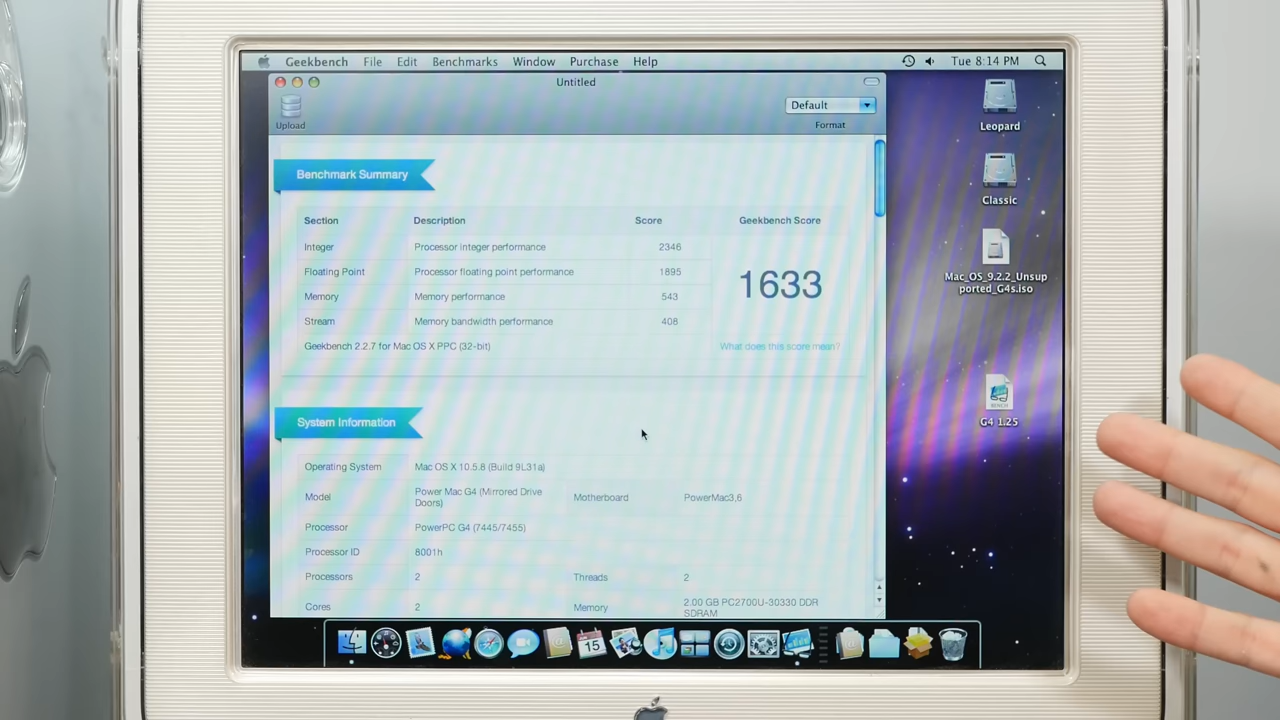 Geekbench File Edit Benchmarks Window Purchase Help Tue 8:14 PM
Untitled
Default
Upload
Format
Benchmark Summary
Section Description Score Geekbench Score
Integer Processor integer performance 2346
Floating Point Processor floating point performance 1895
1633
Memory Memory performance 543
Stream Memory bandwidth performance 408
Geekbench 2.2.7 for Mac OS X PPC (32-bit) What does this score mean?
System Information
Operating System Mac OS X 10.5.8 (Build 9L31a)
Model Power Mac G4 (Mirrored Drive
Doors) Motherboard PowerMac3,6
Processor PowerPC G4 (7445/7455)
Processor ID 8001h
Processors 2 Threads 2
Cores 2 Memory 2.00 GB PC2700U-30330 DDR
SDRAM
Leopard
Classic
Mac_OS_9.2.2_Unsup
ported_G4s.iso
G4 1.25
15